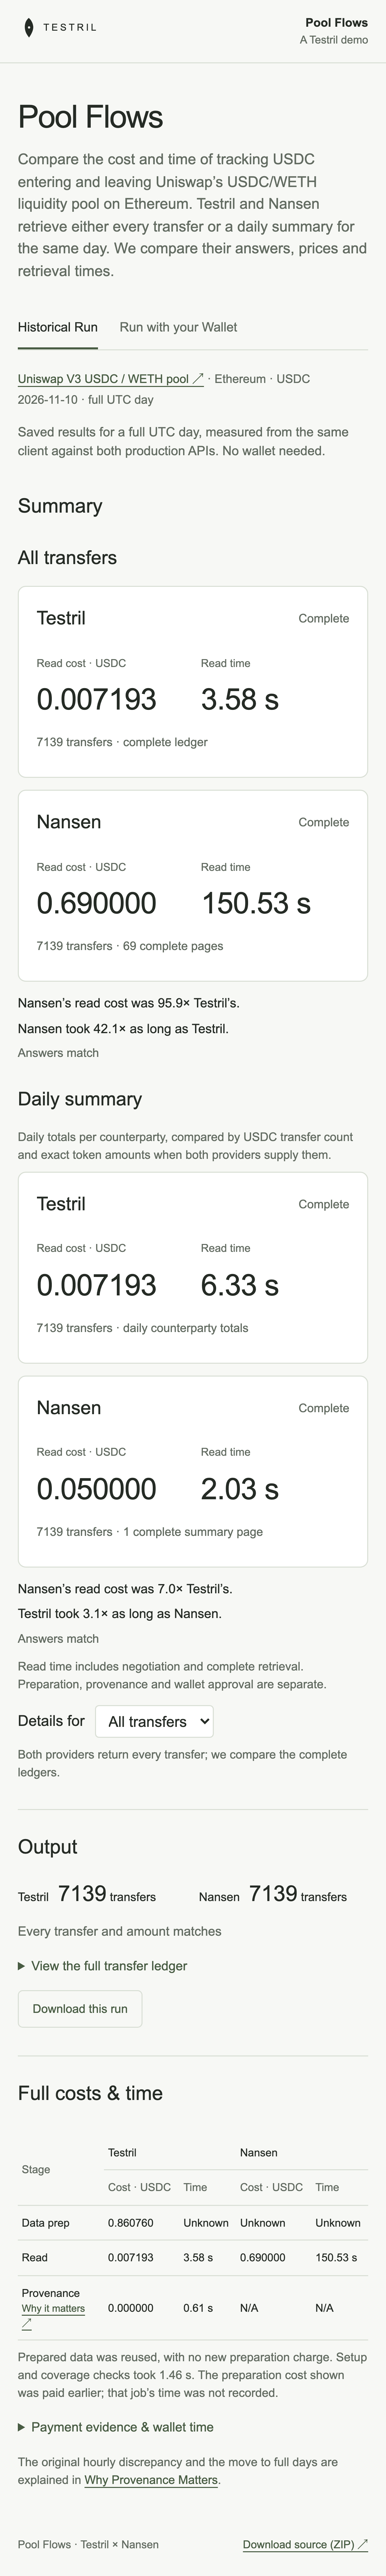 TESTRIL
Pool Flows
A Testril demo
Pool Flows
Compare the cost and time of tracking USDC
entering and leaving Uniswap's USDC/WETH
liquidity pool on Ethereum. Testril and Nansen
retrieve either every transfer or a daily summary for
the same day. We compare their answers, prices and
retrieval times.
Historical Run Run with your Wallet
Uniswap V3 USDC / WETH pool ↗ · Ethereum · USDC
2026-11-10 · full UTC day
Saved results for a full UTC day, measured from the same
client against both production APIs. No wallet needed.
Summary
All transfers
Testril Complete
Read cost · USDC Read time
0.007193 3.58 s
7139 transfers · complete ledger
Nansen Complete
Read cost · USDC Read time
0.690000 150.53 s
7139 transfers · 69 complete pages
Nansen's read cost was 95.9× Testril's.
Nansen took 42.1× as long as Testril.
Answers match
Daily summary
Daily totals per counterparty, compared by USDC transfer count
and exact token amounts when both providers supply them.
Testril Complete
Read cost · USDC Read time
0.007193 6.33 s
7139 transfers · daily counterparty totals
Nansen Complete
Read cost · USDC Read time
0.050000 2.03 s
7139 transfers · 1 complete summary page
Nansen's read cost was 7.0× Testril's.
Testril took 3.1× as long as Nansen.
Answers match
Read time includes negotiation and complete retrieval.
Preparation, provenance and wallet approval are separate.
Details for All transfers
Both providers return every transfer; we compare the complete
ledgers.
Output
Testril 7139 transfers Nansen 7139 transfers
Every transfer and amount matches
▶ View the full transfer ledger
Download this run
Full costs & time
Testril Nansen
Stage
Cost · USDC Time Cost · USDC Time
Data prep 0.860760 Unknown Unknown Unknown
Read 0.007193 3.58 s 0.690000 150.53 s
Provenance
Why it matters ↗ 0.000000 0.61 s N/A N/A
Prepared data was reused, with no new preparation charge. Setup
and coverage checks took 1.46 s. The preparation cost shown
was paid earlier; that job's time was not recorded.
▶ Payment evidence & wallet time
The original hourly discrepancy and the move to full days are
explained in Why Provenance Matters.
Pool Flows · Testril × Nansen Download source (ZIP) ↗